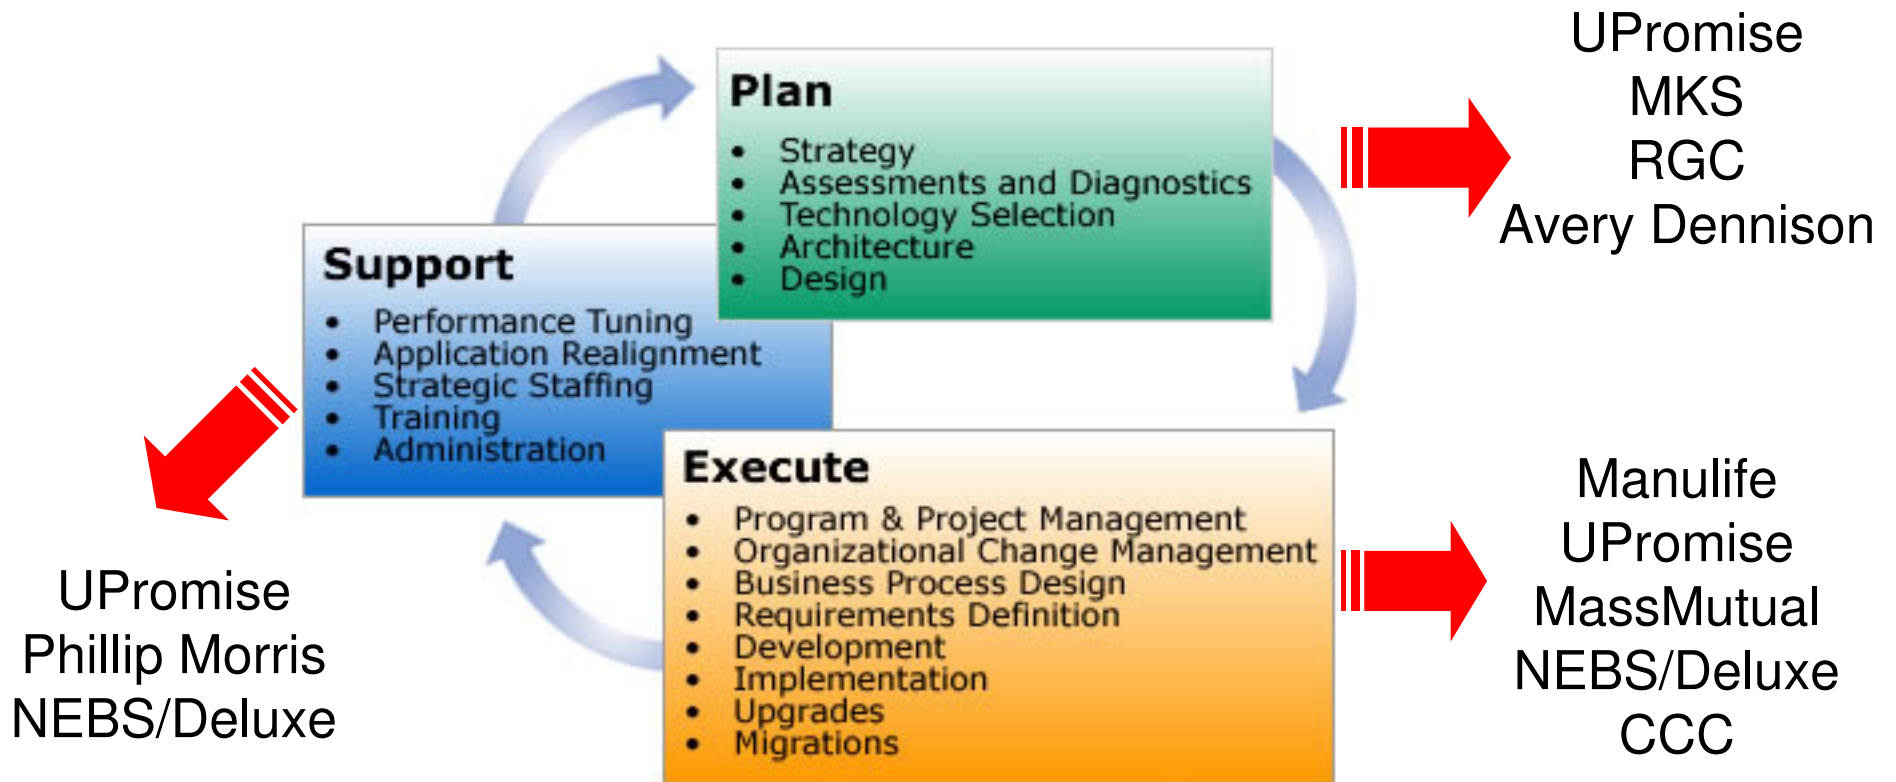 Plan
• Strategy
• Assessments and Diagnostics
• Technology Selection
• Architecture
• Design
UPromise
MKS
RGC
Avery Dennison
Support
• Performance Tuning
• Application Realignment
• Strategic Staffing
• Training
• Administration
UPromise
Phillip Morris
NEBS/Deluxe
Execute
• Program & Project Management
• Organizational Change Management
• Business Process Design
• Requirements Definition
• Development
• Implementation
• Upgrades
• Migrations
Manulife
UPromise
MassMutual
NEBS/Deluxe
CCC